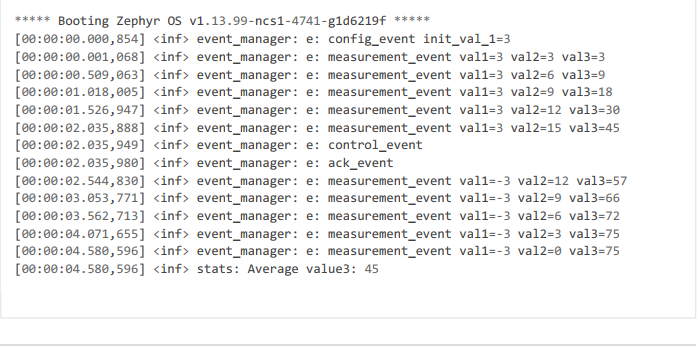 ***** Booting Zephyr OS v1.13.99-ncs1-4741-g1d6219f *****
[00:00:00.000,854] <inf> event_manager: e: config_event init_val_1=3
[00:00:00.001,068] <inf> event_manager: e: measurement_event val1=3 val2=3 val3=3
[00:00:00.509,063] <inf> event_manager: e: measurement_event val1=3 val2=6 val3=9
[00:00:01.018,005] <inf> event_manager: e: measurement_event val1=3 val2=9 val3=18
[00:00:01.526,947] <inf> event_manager: e: measurement_event val1=3 val2=12 val3=30
[00:00:02.035,888] <inf> event_manager: e: measurement_event val1=3 val2=15 val3=45
[00:00:02.035,949] <inf> event_manager: e: control_event
[00:00:02.035,980] <inf> event_manager: e: ack_event
[00:00:02.544,830] <inf> event_manager: e: measurement_event val1=-3 val2=12 val3=57
[00:00:03.053,771] <inf> event_manager: e: measurement_event val1=-3 val2=9 val3=66
[00:00:03.562,713] <inf> event_manager: e: measurement_event val1=-3 val2=6 val3=72
[00:00:04.071,655] <inf> event_manager: e: measurement_event val1=-3 val2=3 val3=75
[00:00:04.580,596] <inf> event_manager: e: measurement_event val1=-3 val2=0 val3=75
[00:00:04.580,596] <inf> stats: Average value3: 45